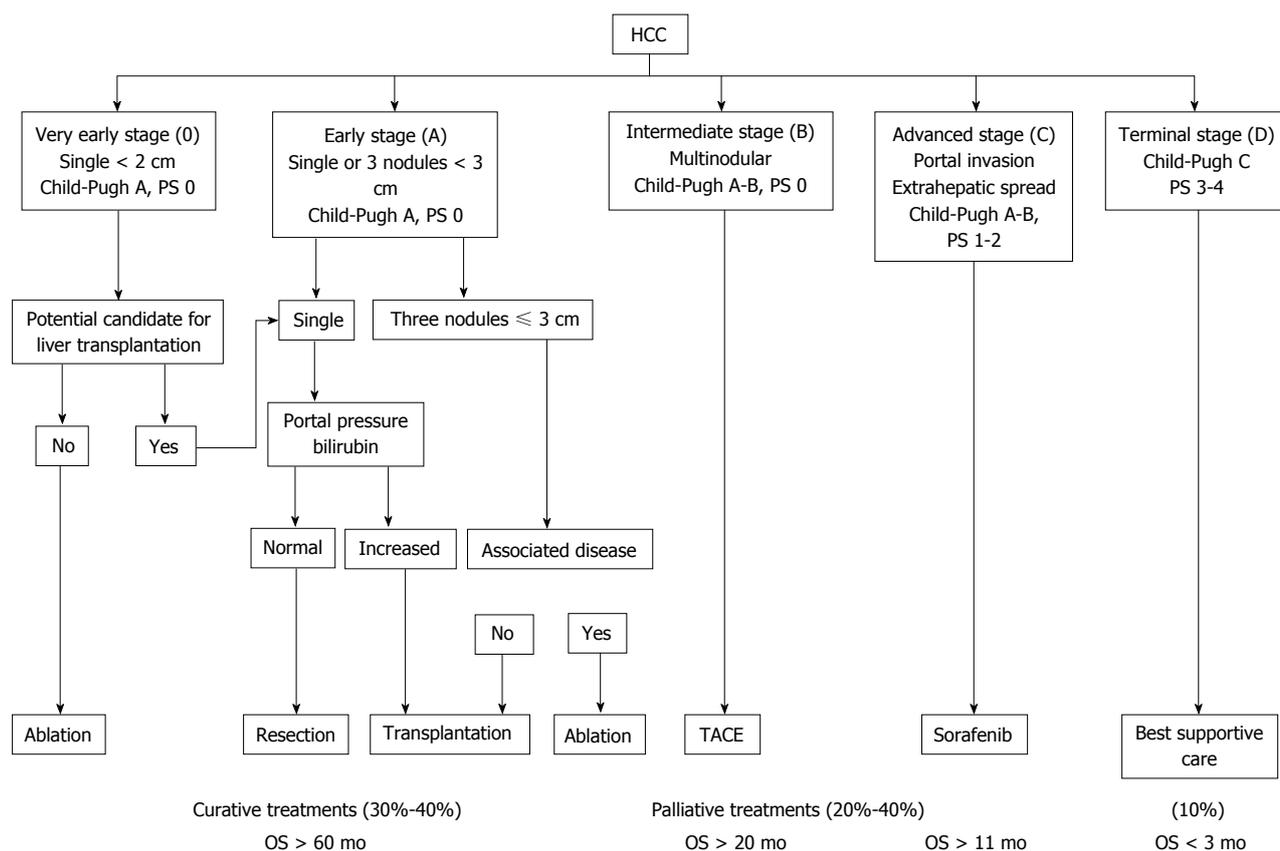 HCC
Very early stage (0)
Single < 2 cm
Child-Pugh A, PS 0
Early stage (A)
Single or 3 nodules < 3
cm
Child-Pugh A, PS 0
Intermediate stage (B)
Multinodular
Child-Pugh A-B, PS 0
Advanced stage (C)
Portal invasion
Extrahepatic spread
Child-Pugh A-B,
PS 1-2
Terminal stage (D)
Child-Pugh C
PS 3-4
Potential candidate for
liver transplantation
Single
Three nodules ≤ 3 cm
No
Yes
Portal pressure
bilirubin
Normal
Increased
Associated disease
No
Yes
Ablation
Resection
Transplantation
Ablation
TACE
Sorafenib
Best supportive
care
Curative treatments (30%-40%)
OS > 60 mo
Palliative treatments (20%-40%)
OS > 20 mo
OS > 11 mo
(10%)
OS < 3 mo